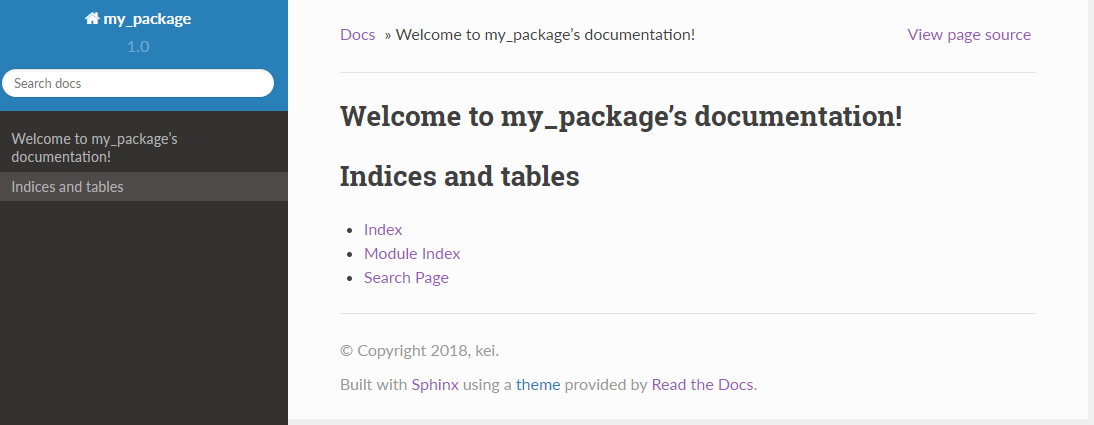 my_package
1.0
Search docs
Welcome to my_package's
documentation!
Indices and tables
Docs » Welcome to my_package's documentation!
View page source
Welcome to my_package’s documentation!
Indices and tables
Index
Module Index
Search Page
© Copyright 2018, kei.
Built with Sphinx using a theme provided by Read the Docs.